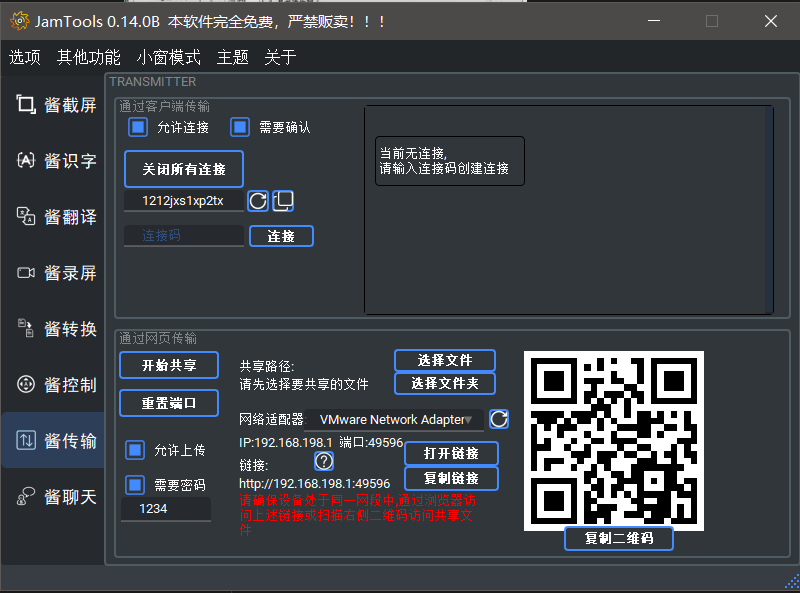 JamTools 0.14.0B 本软件完全免费，严禁贩卖！！！
选项 其他功能 小窗模式 主题 关于
酱截屏
酱识字
酱翻译
酱录屏
酱转换
酱控制
酱传输
酱聊天
TRANSMITTER
通过客户端传输
允许连接 需要确认
关闭所有连接
1212jxs1xp2tx
连接码 连接
当前无连接,
请输入连接码创建连接
通过网页传输
开始共享
重置端口
允许上传
需要密码
1234
共享路径:
请先选择要共享的文件
选择文件
选择文件夹
网络适配器 VMware Network Adapter
IP:192.168.198.1 端口:49596
链接:
http://192.168.198.1:49596
打开链接
复制链接
请确保设备处于同一网段中,通过浏览器访
问上述链接或扫描右侧二维码访问共享文
件
复制二维码